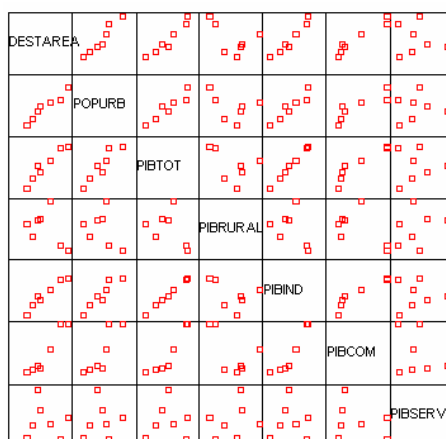 DESTAREA
POPURB
PIBTOT
PIBRURAL
PIBIND
PIBCOM
PIBSERV